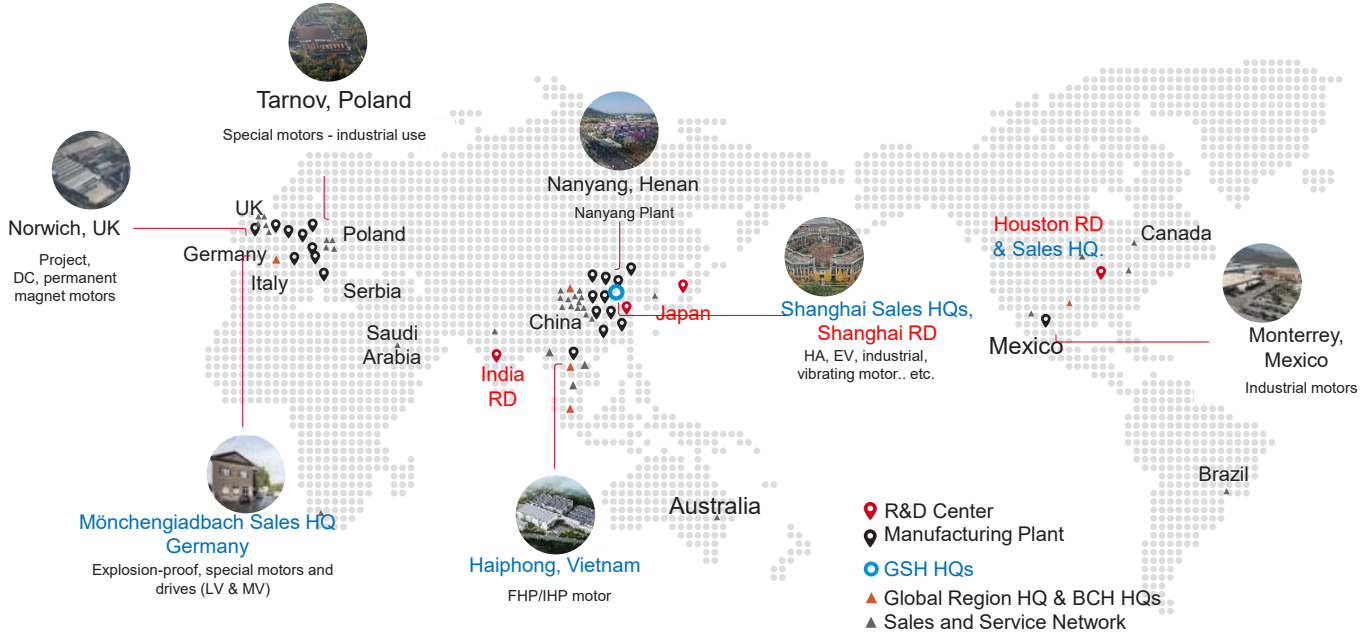 Tarnov, Poland
Special motors - industrial use
Nanyang, Henan
Nanyang Plant
Norwich, UK
Project,
DC, permanent
magnet motors
UK
Germany
Italy
Poland
Serbia
Saudi
Arabia
China
Japan
India
RD
Shanghai Sales HQs,
Shanghai RD
HA, EV, industrial,
vibrating motor.. etc.
Houston RD
& Sales HQ.
Canada
Mexico
Monterrey,
Mexico
Industrial motors
Brazil
Australia
Mönchengiadbach Sales HQ
Germany
Explosion-proof, special motors and
drives (LV & MV)
Haiphong, Vietnam
FHP/IHP motor
R&D Center
Manufacturing Plant
GSH HQs
Global Region HQ & BCH HQs
Sales and Service Network